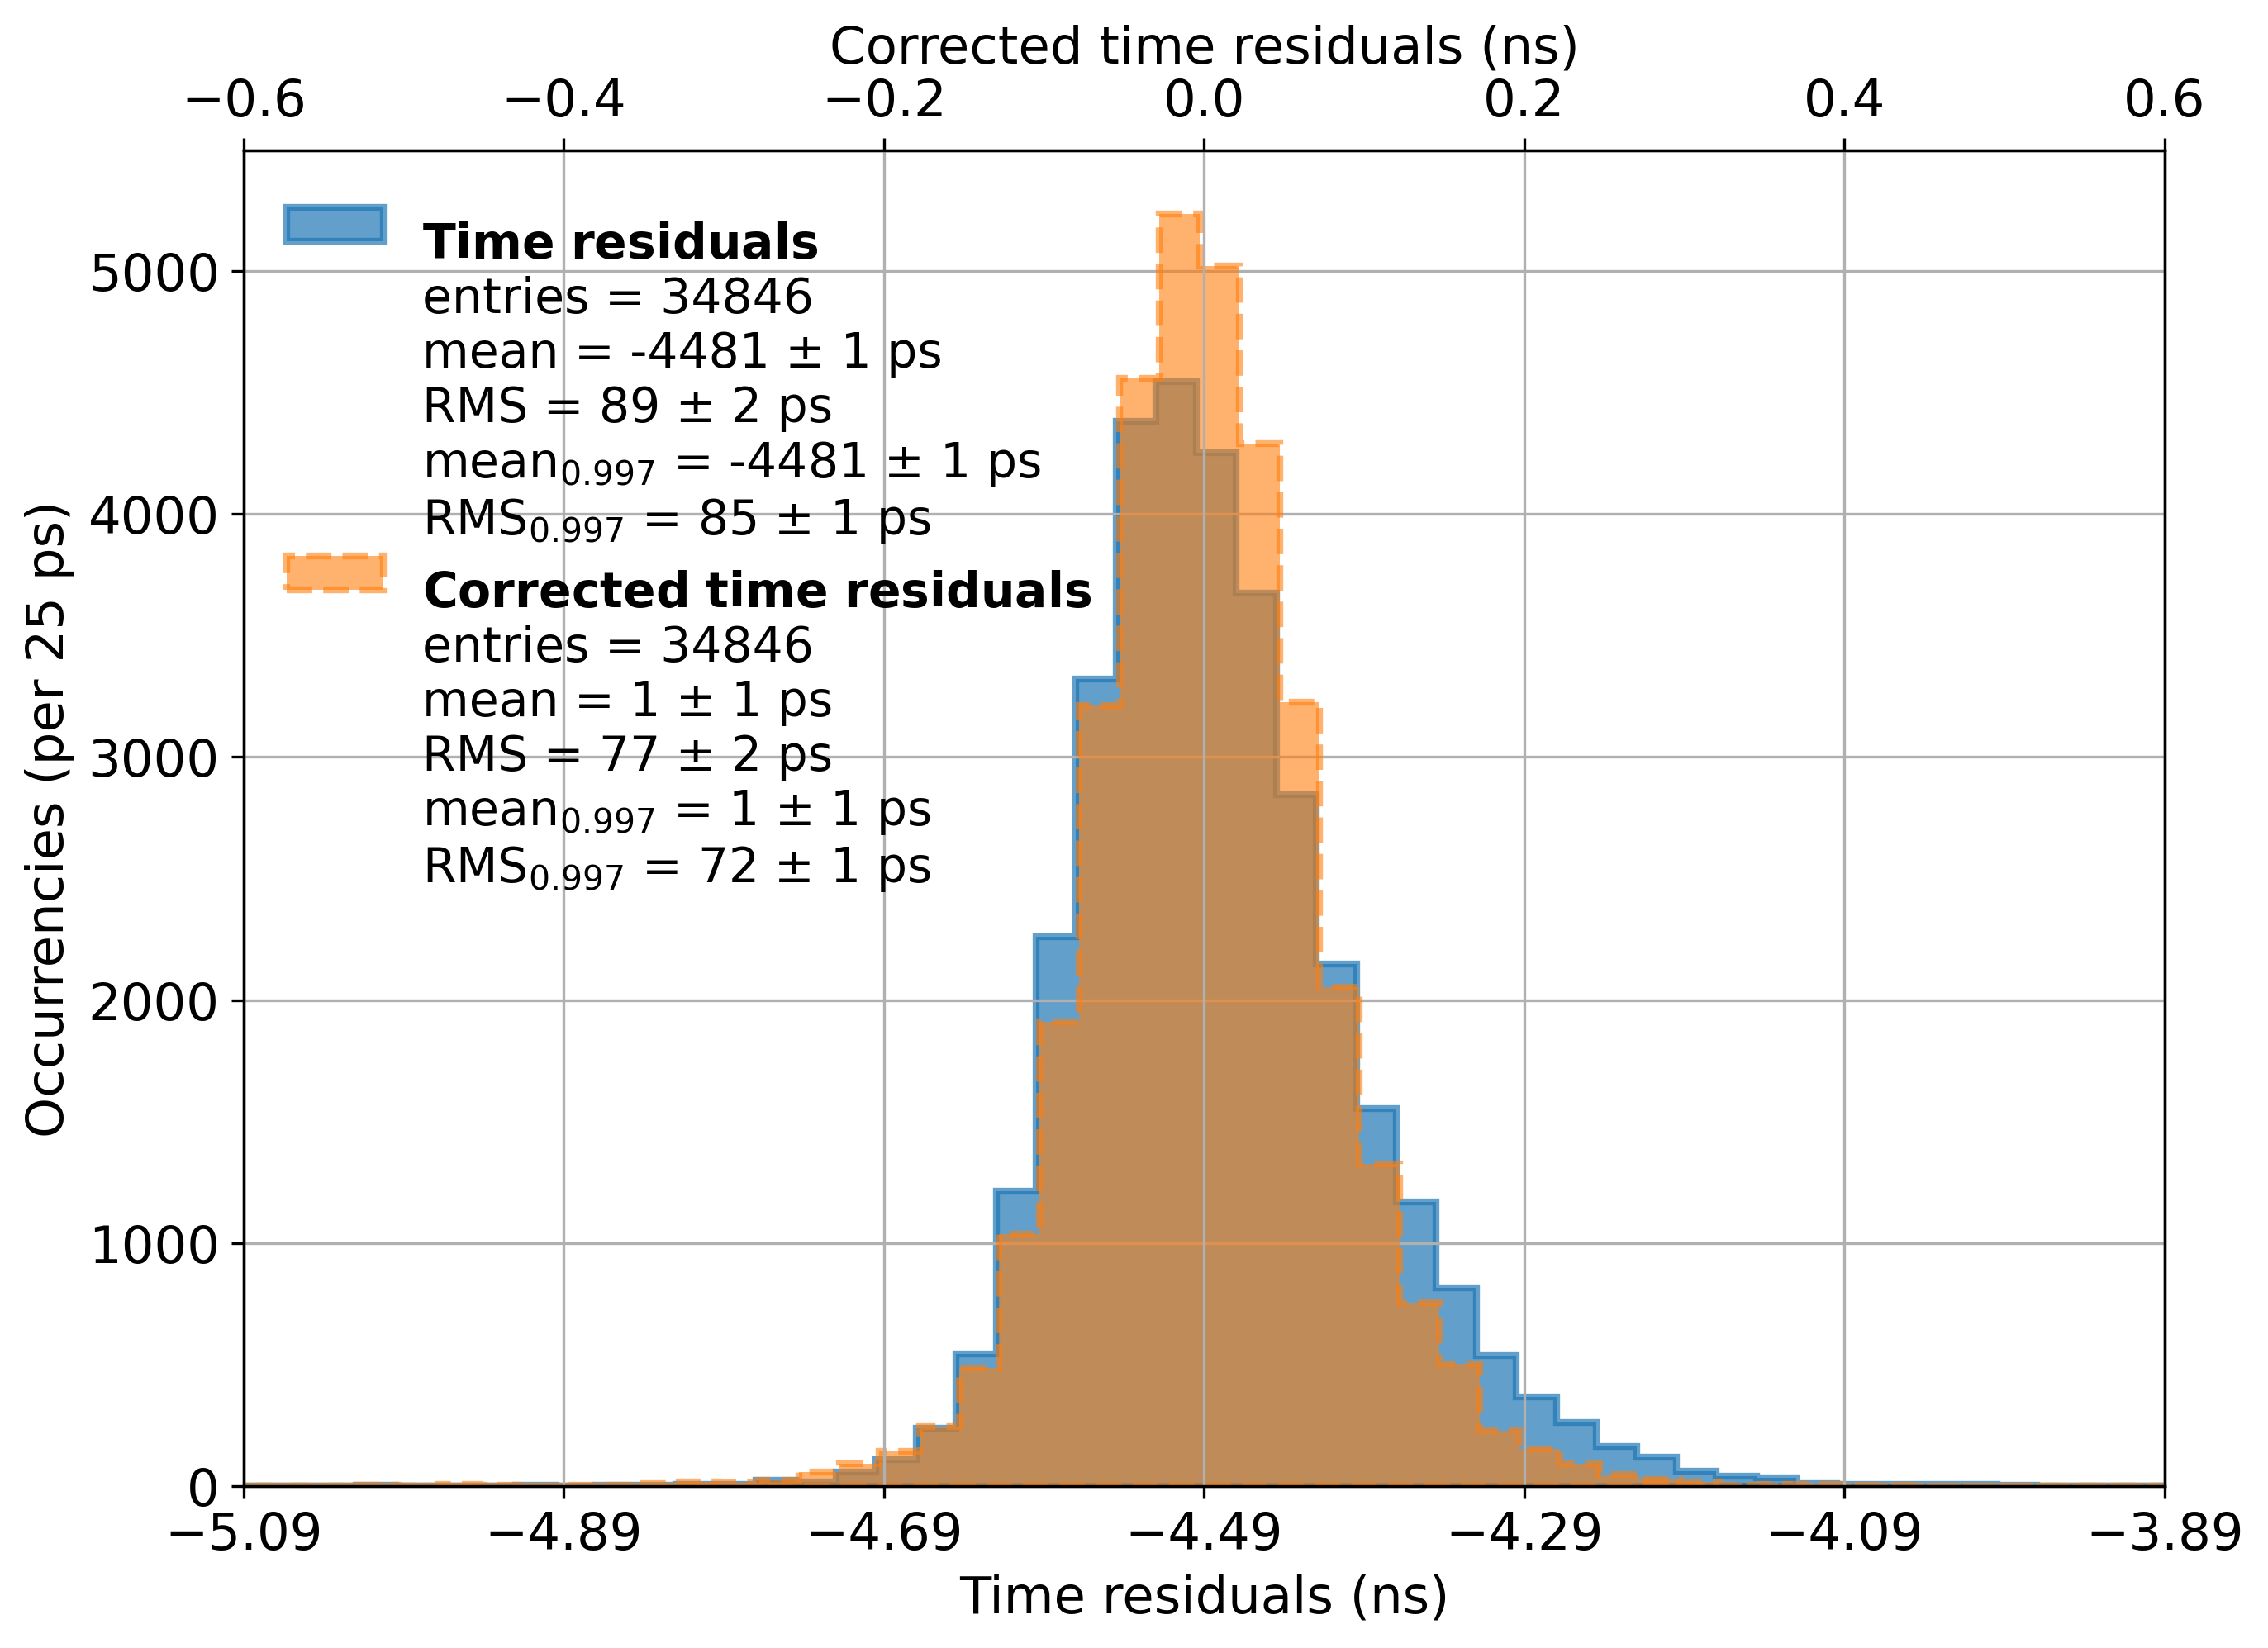 Corrected time residuals (ns)
−0.6 −0.4 −0.2 0.0 0.2 0.4 0.6
Occurrencies (per 25 ps)
5000
4000
3000
2000
1000
0
Time residuals
entries = 34846
mean = -4481 ± 1 ps
RMS = 89 ± 2 ps
mean0.997 = -4481 ± 1 ps
RMS0.997 = 85 ± 1 ps
Corrected time residuals
entries = 34846
mean = 1 ± 1 ps
RMS = 77 ± 2 ps
mean0.997 = 1 ± 1 ps
RMS0.997 = 72 ± 1 ps
−5.09 −4.89 −4.69 −4.49 −4.29 −4.09 −3.89
Time residuals (ns)